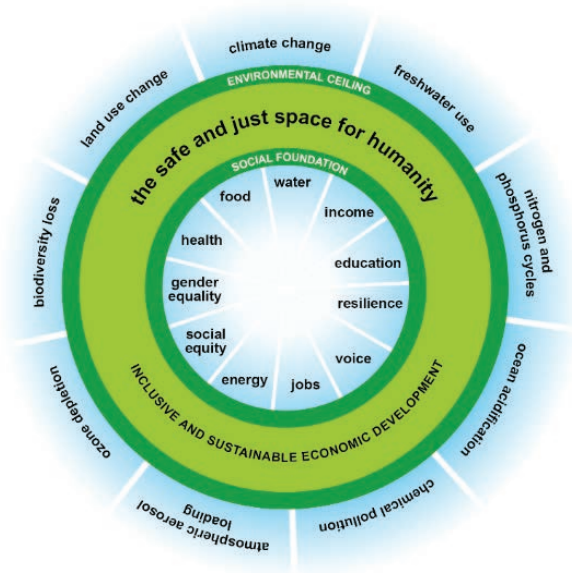 climate change
freshwater use
nitrogen and
phosphorus cycles
ocean acidification
chemical pollution
atmospheric aerosol
loading
ozone depletion
biodiversity loss
land use change
ENVIRONMENTAL CEILING
the safe and just space for humanity
SOCIAL FOUNDATION
water
income
education
resilience
voice
jobs
energy
social
equity
gender
equality
health
food
INCLUSIVE AND SUSTAINABLE ECONOMIC DEVELOPMENT